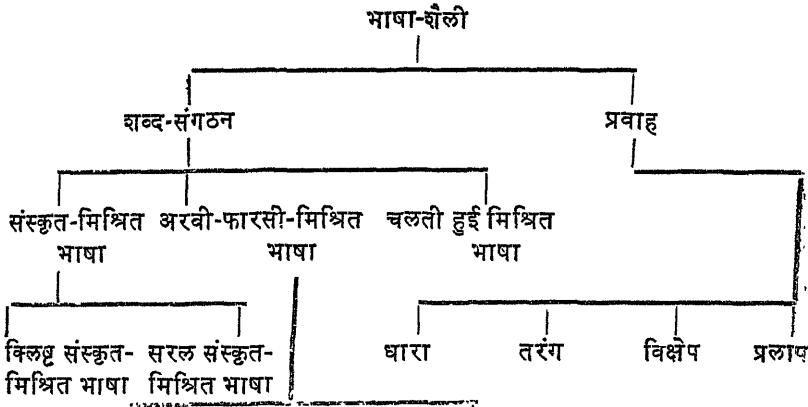 भाषा-शैली
शब्द-संगठन प्रवाह
संस्कृत-मिश्रित अरबी-फारसी-मिश्रित चलती हुई मिश्रित
भाषा भाषा भाषा
क्लिष्ट संस्कृत- सरल संस्कृत- धारा तरंग विक्षेप प्रलाप
मिश्रित भाषा मिश्रित भाषा